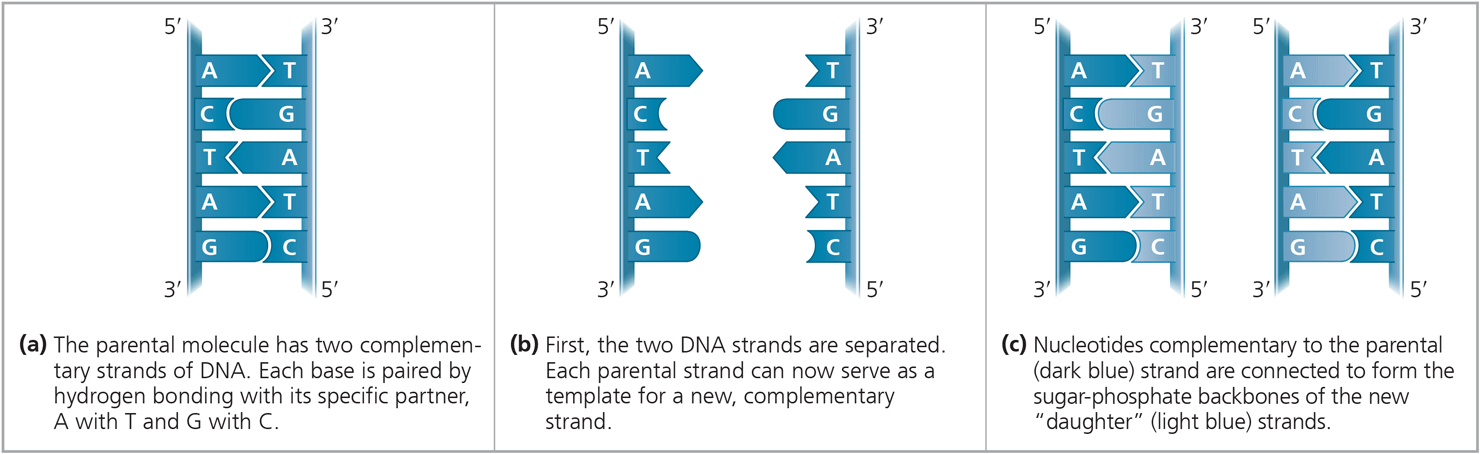 5′ 3′
A T
C G
T A
A T
G C
3′ 5′
(a) The parental molecule has two complemen-
tary strands of DNA. Each base is paired by
hydrogen bonding with its specific partner,
A with T and G with C.
5′ 3′
A T
C G
T A
A T
G C
3′ 5′
(b) First, the two DNA strands are separated.
Each parental strand can now serve as a
template for a new, complementary
strand.
5′ 3′ 5′ 3′
A T A T
C G C G
T A T A
A T A T
G C G C
3′ 5′ 3′ 5′
(c) Nucleotides complementary to the parental
(dark blue) strand are connected to form the
sugar-phosphate backbones of the new
“daughter” (light blue) strands.